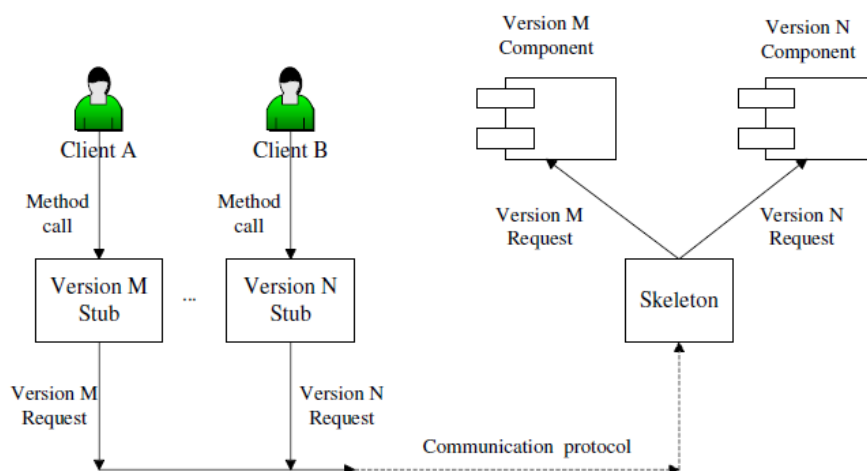 Version M
Component
Version N
Component
Client A
Client B
Method
call
Method
call
Version M
Request
Version N
Request
Version M
Stub
...
Version N
Stub
Skeleton
Version M
Request
Version N
Request
Communication protocol